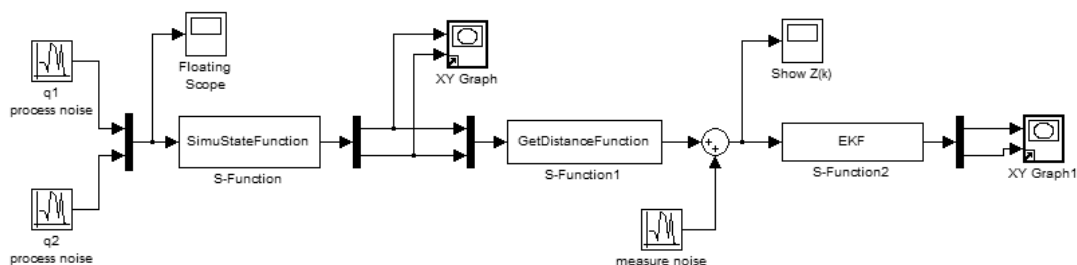 q1
process noise
Floating
Scope
XY Graph
Show Z(k)
SimuStateFunction
S-Function
GetDistanceFunction
S-Function1
+
+
EKF
S-Function2
XY Graph1
q2
process noise
measure noise